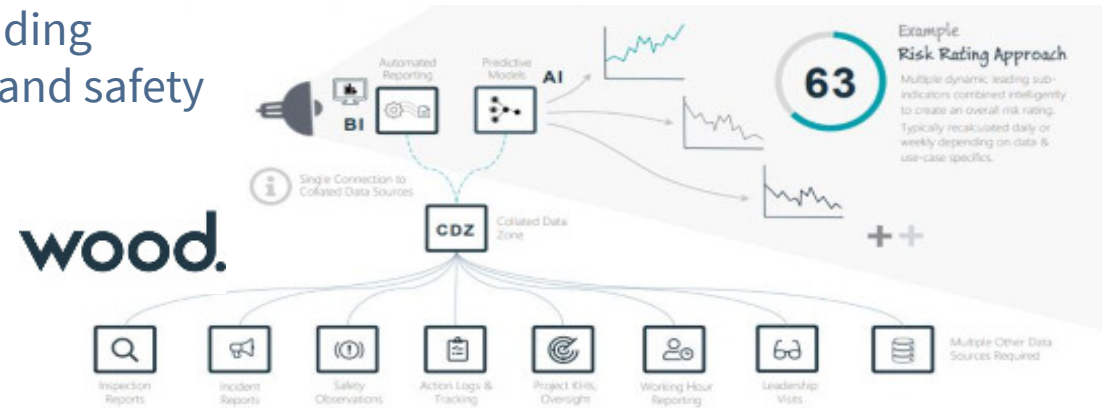 ding
and safety
Automated
Reporting
Predictive
Models
AI
BI
Example
Risk Rating Approach
63
Multiple dynamic leading sub-
indicators combined intelligently
to create an overall risk rating.
Typically recalculated daily or
weekly depending on data &
use-case specifics.
Single Connection to
Collated Data Sources
wood.
CDZ
Collated Data
Zone
Inspection
Reports
Incident
Reports
Safety
Observations
Action Logs &
Tracking
Project KHIs,
Oversight
Working Hour
Reporting
Leadership
Visits
Multiple Other Data
Sources Required